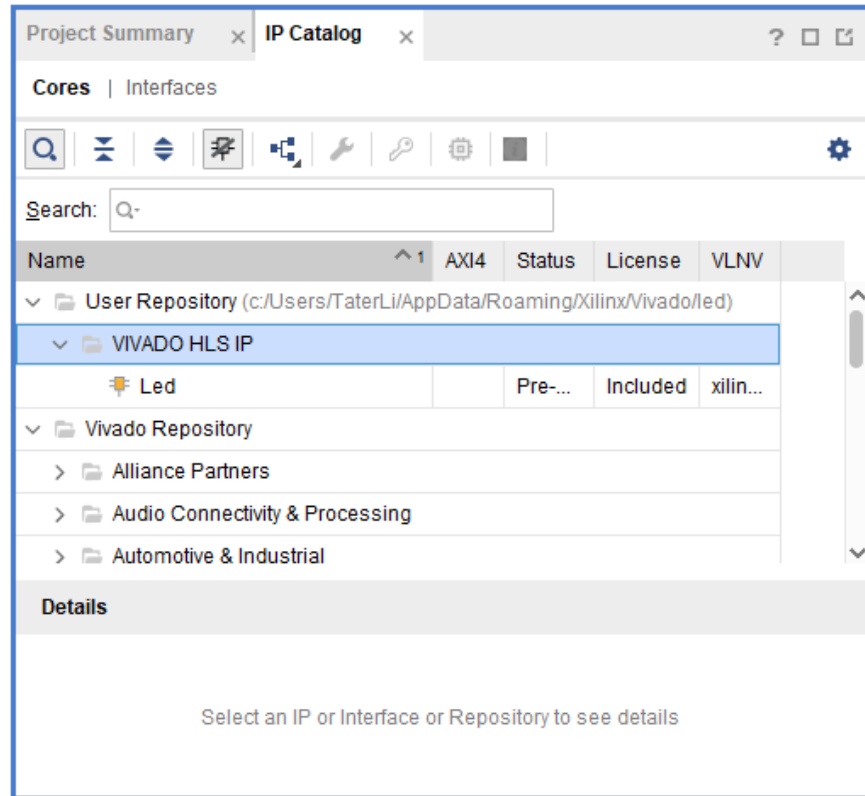 Project Summary × IP Catalog × ?
Cores | Interfaces
Search: Q-
Name ^1 AXI4 Status License VLNV
User Repository (c:/Users/TaterLi/AppData/Roaming/Xilinx/Vivado/led)
VIVADO HLS IP
Led Pre-... Included xilin...
Vivado Repository
Alliance Partners
Audio Connectivity & Processing
Automotive & Industrial
Details
Select an IP or Interface or Repository to see details